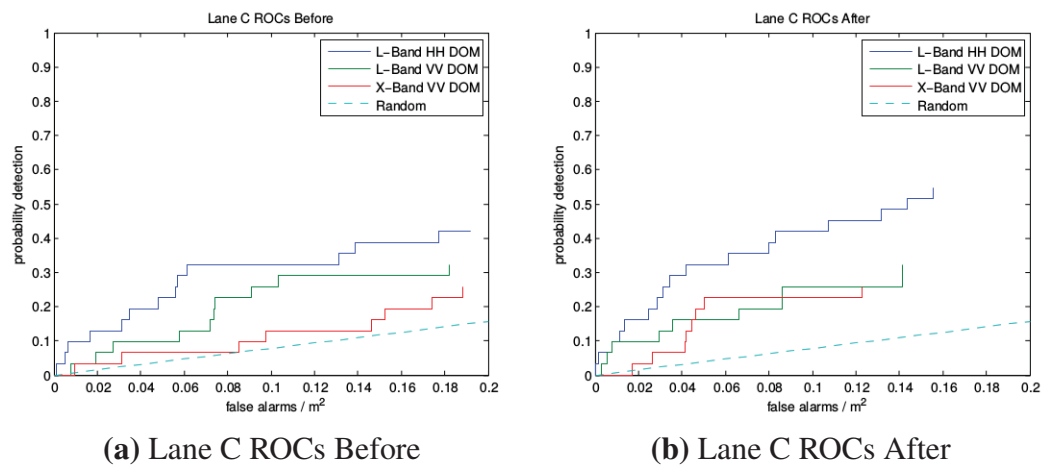 Lane C ROCs Before
1
0.9
0.8
0.7
0.6
0.5
0.4
0.3
0.2
0.1
0
probability detection
L-Band HH DOM
L-Band VV DOM
X-Band VV DOM
Random
0 0.02 0.04 0.06 0.08 0.1 0.12 0.14 0.16 0.18 0.2
false alarms / m²
(a) Lane C ROCs Before
Lane C ROCs After
1
0.9
0.8
0.7
0.6
0.5
0.4
0.3
0.2
0.1
0
probability detection
L-Band HH DOM
L-Band VV DOM
X-Band VV DOM
Random
0 0.02 0.04 0.06 0.08 0.1 0.12 0.14 0.16 0.18 0.2
false alarms / m²
(b) Lane C ROCs After